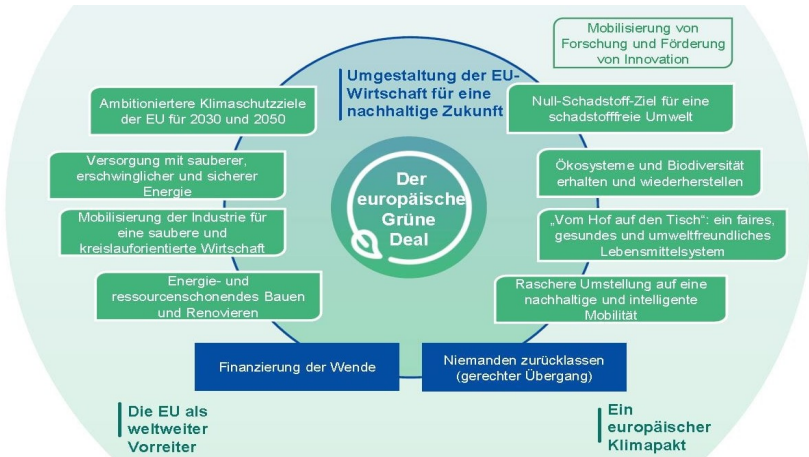 Mobilisierung von
Forschung und Förderung
von Innovation
Umgestaltung der EU-
Wirtschaft für eine
nachhaltige Zukunft
Ambitioniertere Klimaschutzziele
der EU für 2030 und 2050
Null-Schadstoff-Ziel für eine
schadstofffreie Umwelt
Versorgung mit sauberer,
erschwinglicher und sicherer
Energie
Ökosysteme und Biodiversität
erhalten und wiederherstellen
Der
europäische
Grüne
Deal
Mobilisierung der Industrie für
eine saubere und
kreislauforientierte Wirtschaft
„Vom Hof auf den Tisch“: ein faires,
gesundes und umweltfreundliches
Lebensmittelsystem
Energie- und
ressourcenschonendes Bauen
und Renovieren
Raschere Umstellung auf eine
nachhaltige und intelligente
Mobilität
Finanzierung der Wende
Niemanden zurücklassen
(gerechter Übergang)
Die EU als
weltweiter
Vorreiter
Ein
europäischer
Klimapakt